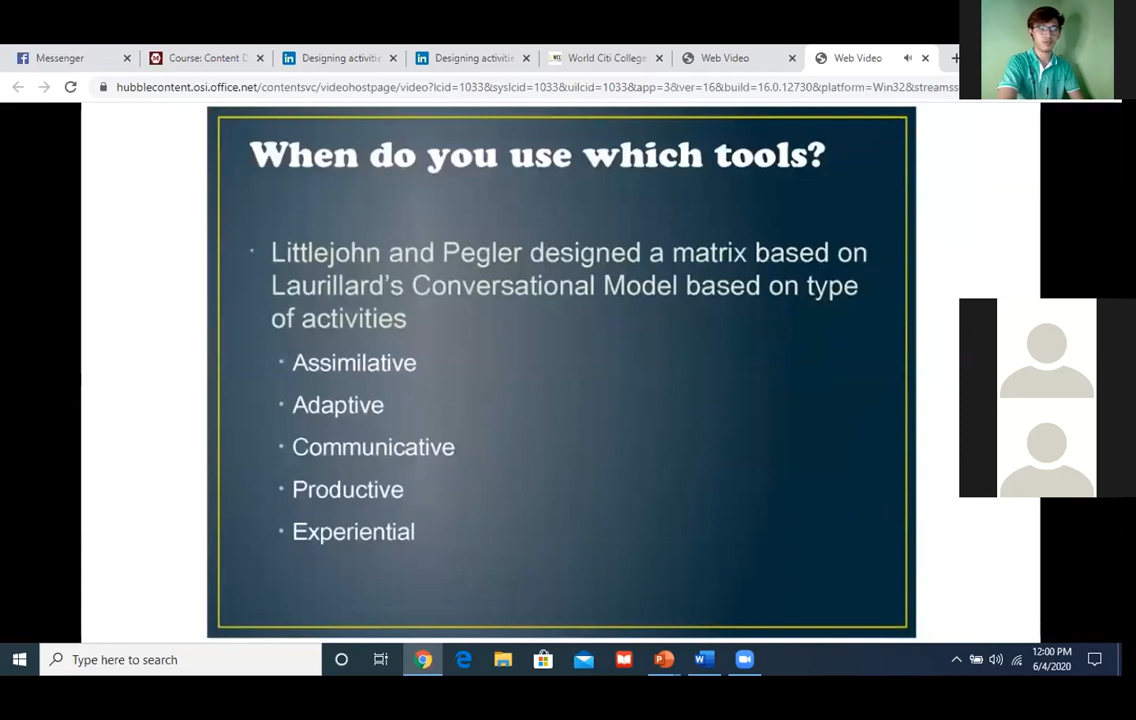 Messenger
Course: Content D
Designing activitie
Designing activitie
World Citi College
Web Video
Web Video
hubblecontent.osi.office.net/contentsvc/videohostpage/video?lcid=1033&syslcid=1033&uilcid=1033&app=3&ver=16&build=16.0.12730&platform=Win32&streamss
When do you use which tools?
· Littlejohn and Pegler designed a matrix based on
Laurillard's Conversational Model based on type
of activities
· Assimilative
· Adaptive
· Communicative
· Productive
· Experiential
Type here to search
12:00 PM
6/4/2020